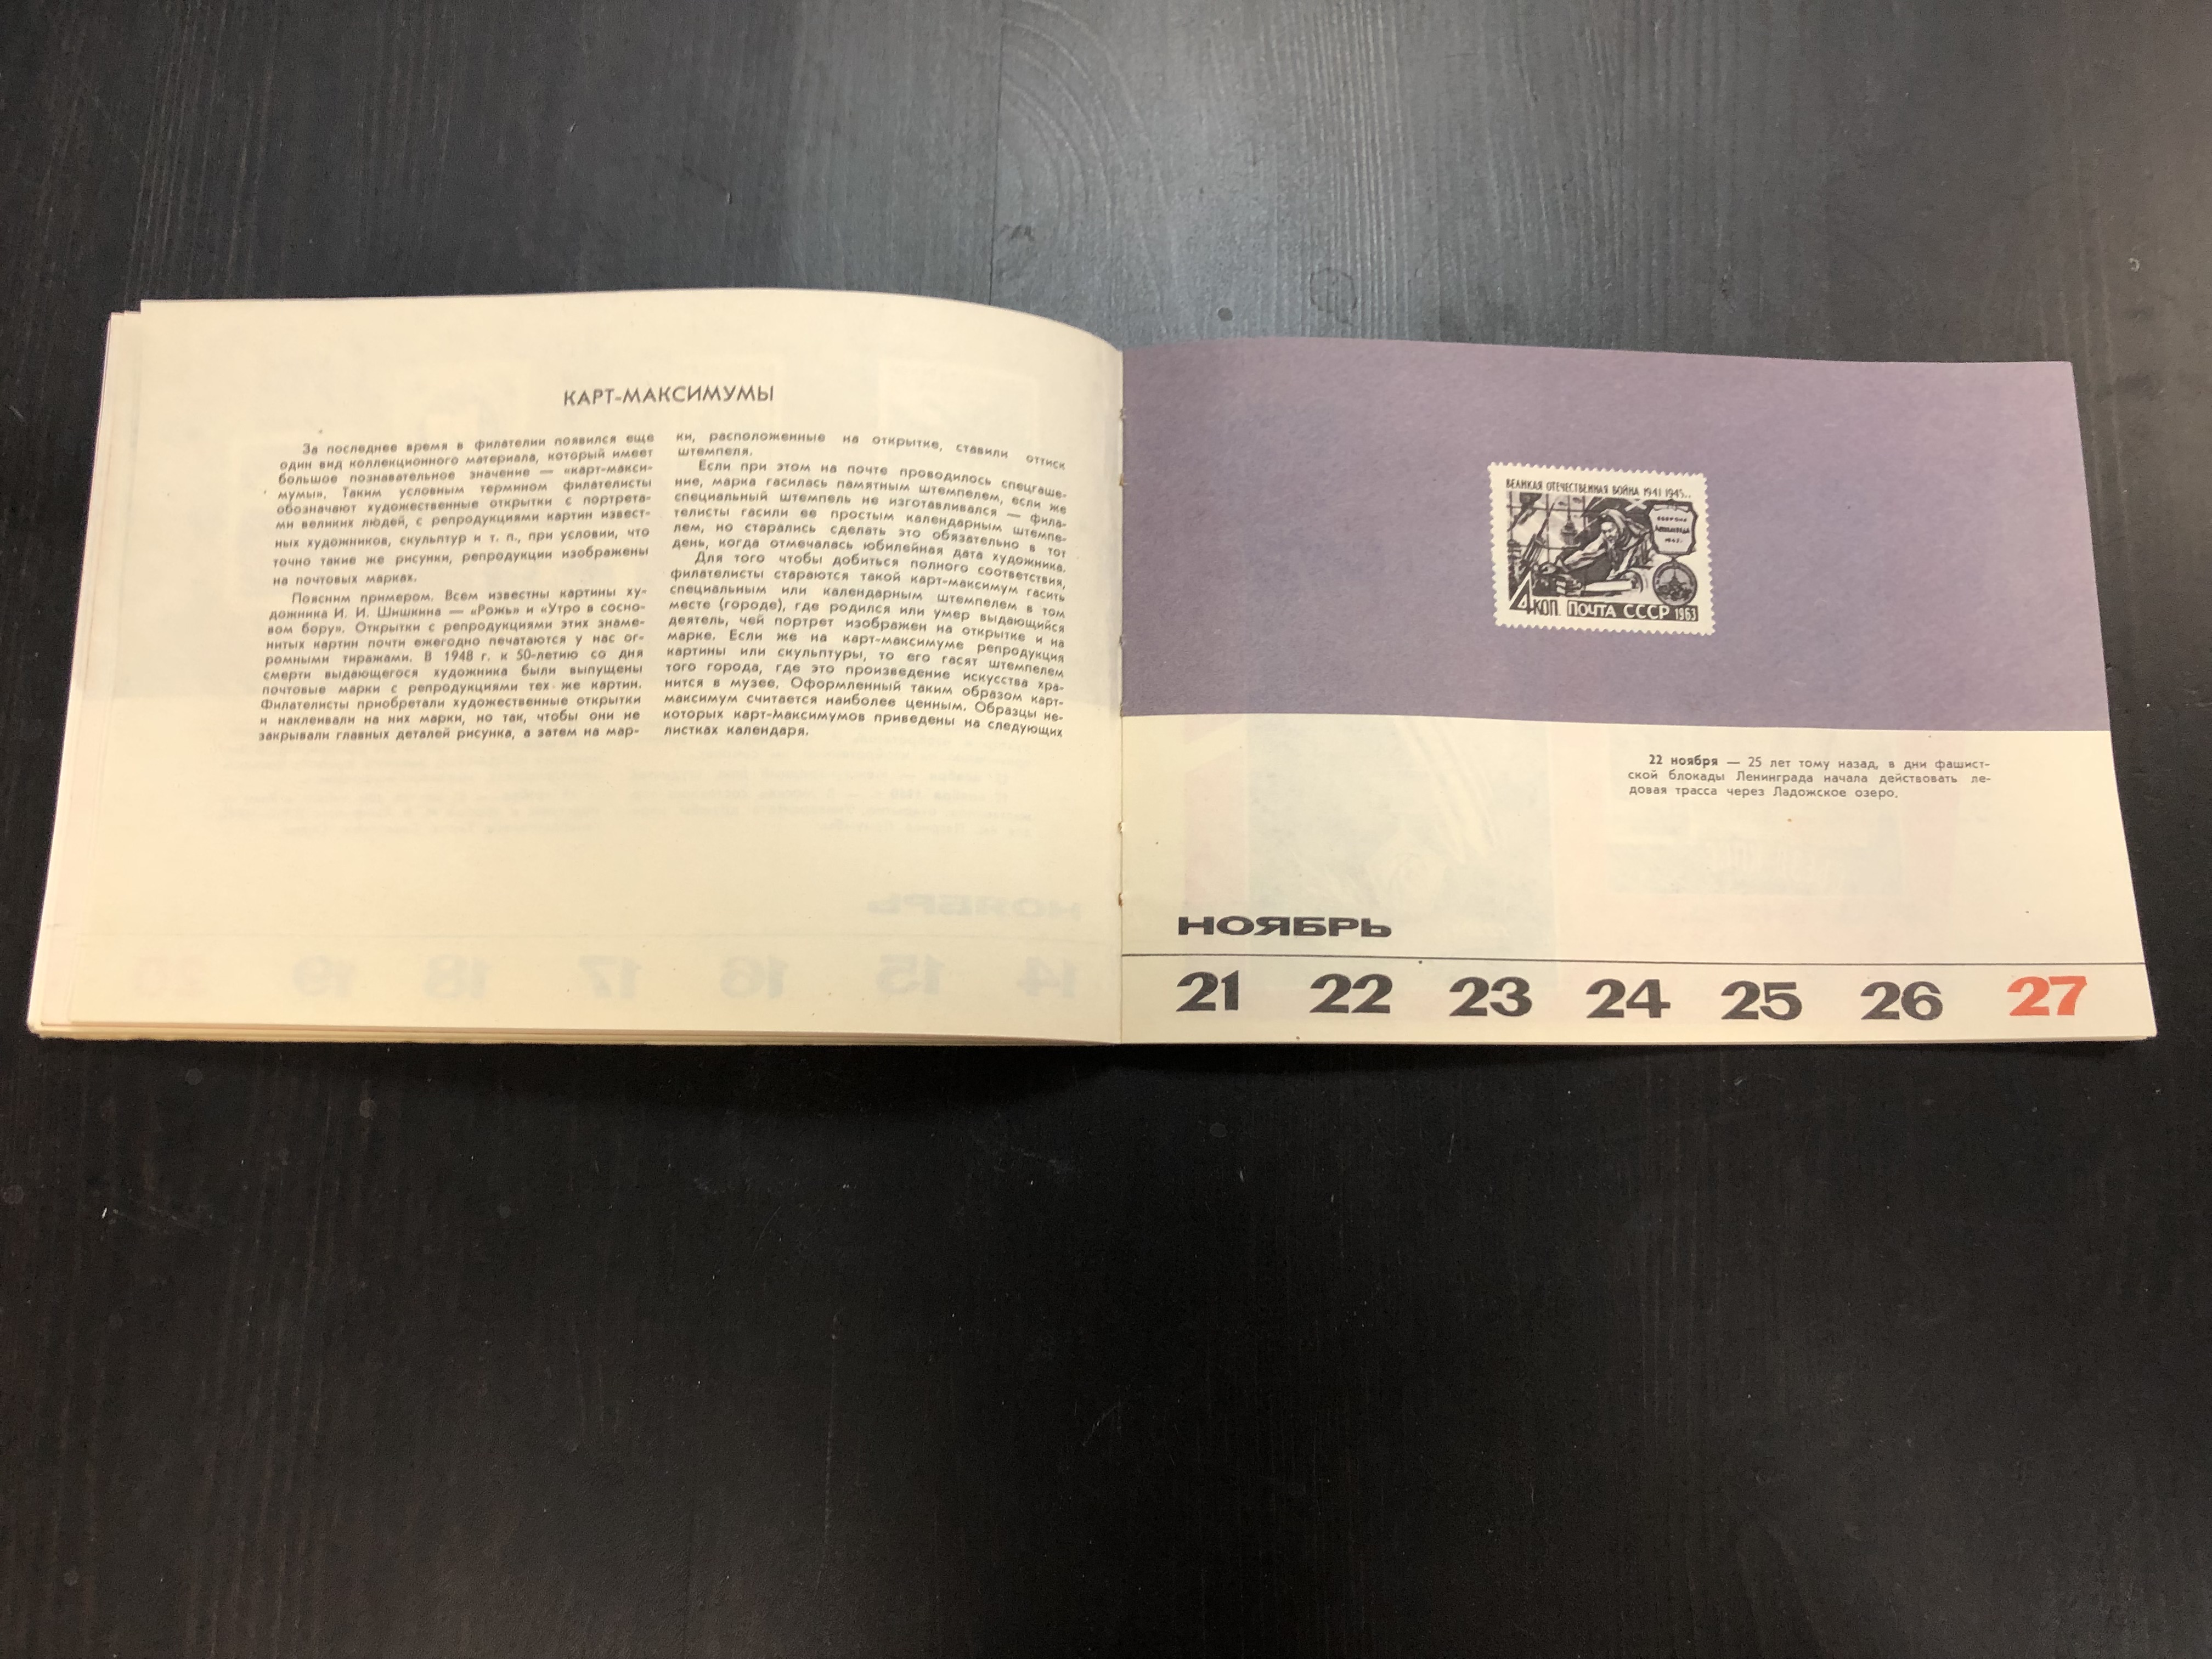 КАРТ-МАКСИМУМЫ
За последнее время в филателии появился еще
один вид коллекционного материала, который имеет
большое познавательное значение — «карт-макси-
мумы». Таким условным термином филателисты
обозначают художественные открытки с портрета-
ми великих людей, с репродукциями картин извест-
ных художников, скульптур и т. п., при условии, что
точно такие же рисунки, репродукции изображены
на почтовых марках.
Поясним примером. Всем известны картины ху-
дожника И. И. Шишкина — «Рожь» и «Утро в сосно-
вом бору». Открытки с репродукциями этих знаме-
нитых картин почти ежегодно печатаются у нас ог-
ромными тиражами. В 1948 г. к 50-летию со дня
смерти выдающегося художника были выпущены
почтовые марки с репродукциями тех же картин.
Филателисты приобретали художественные открытки
и наклеивали на них марки, но так, чтобы они не
закрывали главных деталей рисунка, а затем на мар-
ки, расположенные на открытке, ставили оттиск
штемпеля.
Если при этом на почте проводилось спецгаше-
ние, марка гасилась памятным штемпелем, если же
специальный штемпель не изготавливался — фила-
телисты гасили ее простым календарным штемпе-
лем, но старались сделать это обязательно в тот
день, когда отмечалась юбилейная дата художника.
Для того чтобы добиться полного соответствия,
филателисты стараются такой карт-максимум гасить
специальным или календарным штемпелем в том
месте (городе), где родился или умер выдающийся
деятель, чей портрет изображен на открытке и на
марке. Если же на карт-максимуме репродукция
картины или скульптуры, то его гасят штемпелем
того города, где это произведение искусства хра-
нится в музее. Оформленный таким образом карт-
максимум считается наиболее ценным. Образцы не-
которых карт-максимумов приведены на следующих
листках календаря.
ВЕЛИКАЯ ОТЕЧЕСТВЕННАЯ ВОЙНА 1941 1945..
ОБОРОНА
ЛЕНИНГРАДА
4 КОП. ПОЧТА СССР 1963
22 ноября — 25 лет тому назад, в дни фашист-
ской блокады Ленинграда начала действовать ле-
довая трасса через Ладожское озеро.
НОЯБРЬ
21 22 23 24 25 26 27